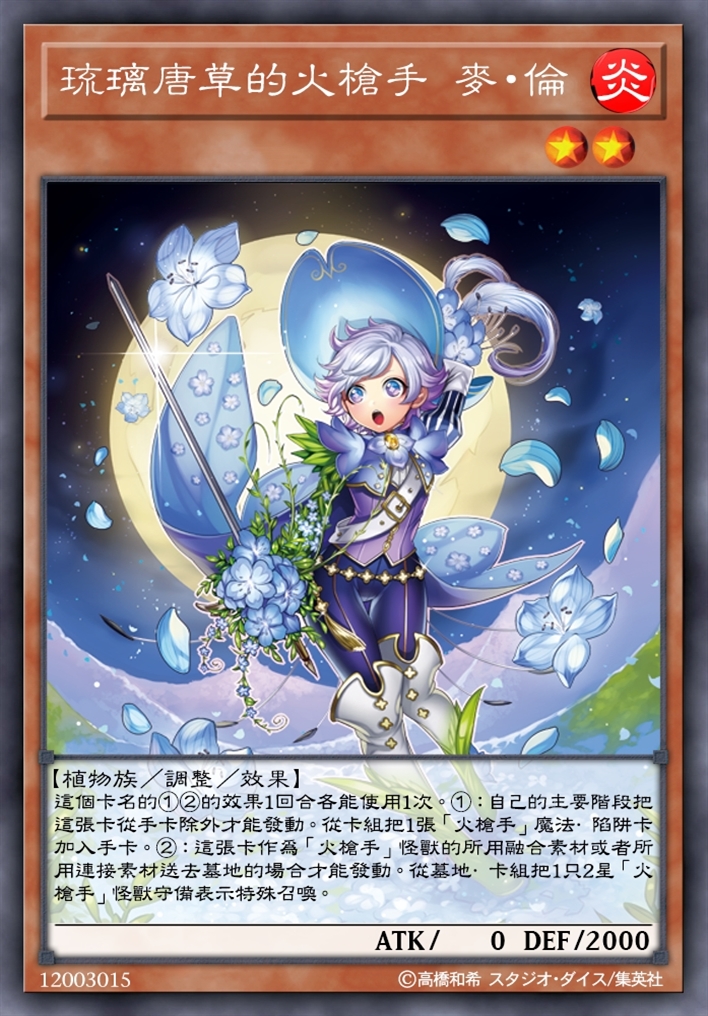 琉璃唐草的火槍手 麥・倫
炎
【植物族／調整／效果】
這個卡名的①②的效果1回合各能使用1次。①：自己的主要階段把
這張卡從手卡除外才能發動。從卡組把1張「火槍手」魔法·陷阱卡
加入手卡。②：這張卡作為「火槍手」怪獸的所用融合素材或者所
用連接素材送去墓地的場合才能發動。從墓地·卡組把1只2星「火
槍手」怪獸守備表示特殊召喚。
ATK/ 0 DEF/2000
12003015 ©高橋和希 スタジオ・ダイス/集英社